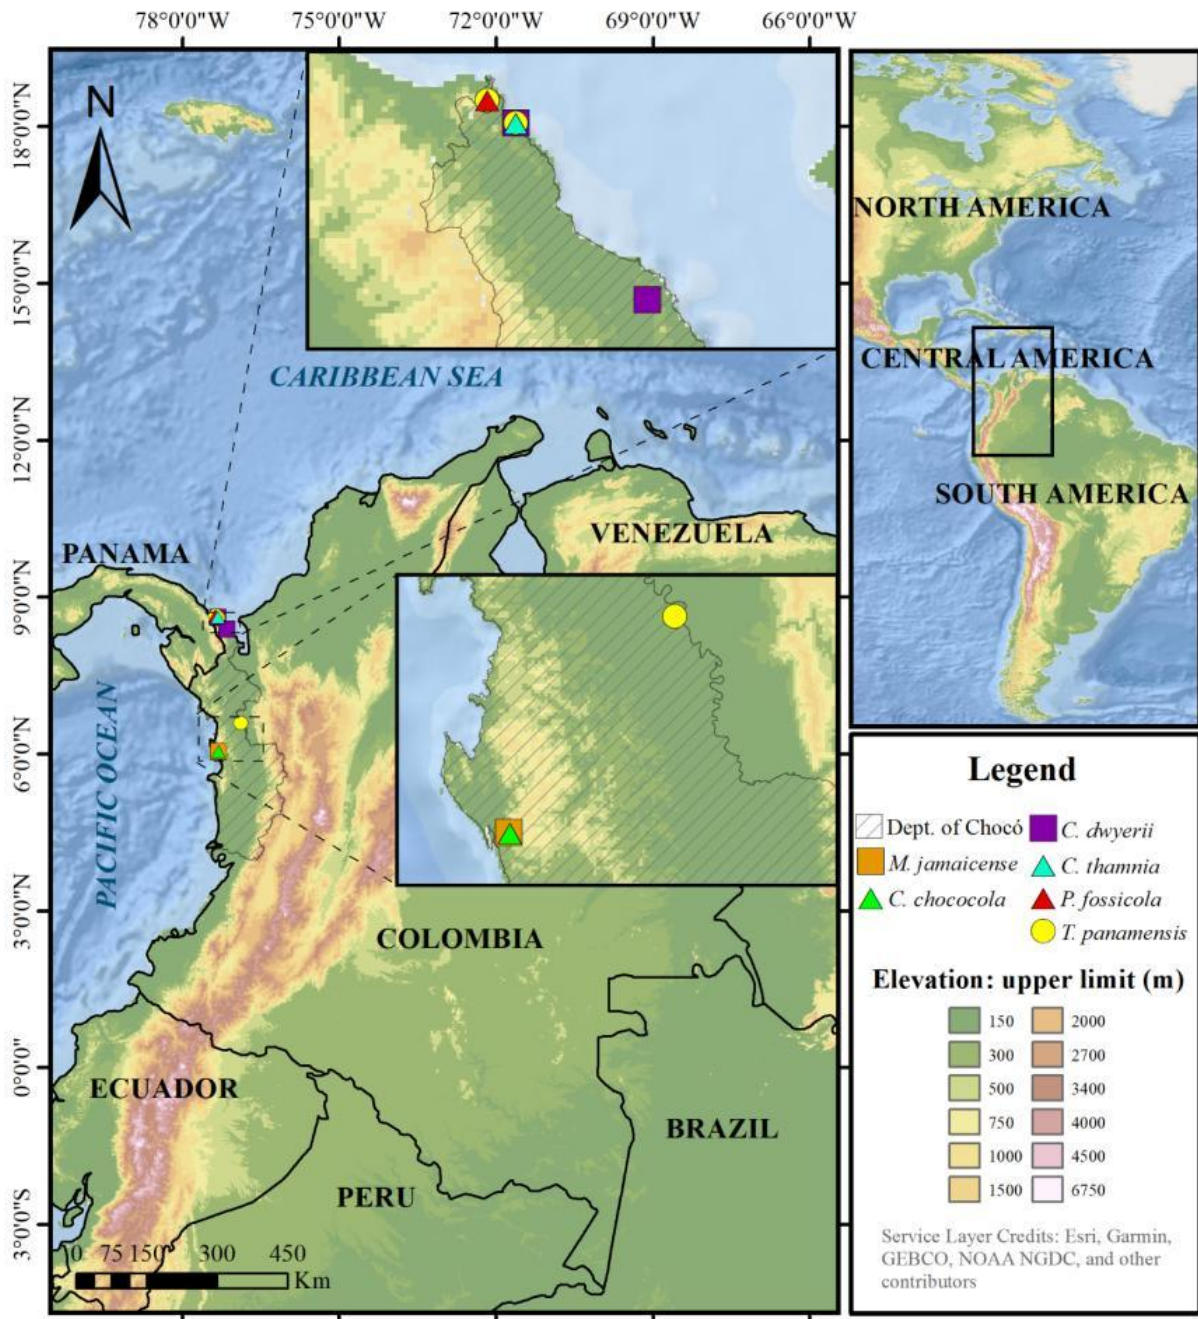 78°0'0"W 75°0'0"W 72°0'0"W 69°0'0"W 66°0'0"W
18°0'0"N
15°0'0"N
12°0'0"N
9°0'0"N
6°0'0"N
3°0'0"N
0°0'0"
3°0'0"S
N
CARIBBEAN SEA
PANAMA
VENEZUELA
PACIFIC OCEAN
COLOMBIA
ECUADOR
BRAZIL
PERU
0 75 150 300 450
Km
NORTH AMERICA
CENTRAL AMERICA
SOUTH AMERICA
Legend
Dept. of Chocó
M. jamaicense
C. chococola
C. dwyerii
C. thamnia
P. fossicola
T. panamensis
Elevation: upper limit (m)
150 2000
300 2700
500 3400
750 4000
1000 4500
1500 6750
Service Layer Credits: Esri, Garmin,
GEBCO, NOAA NGDC, and other
contributors